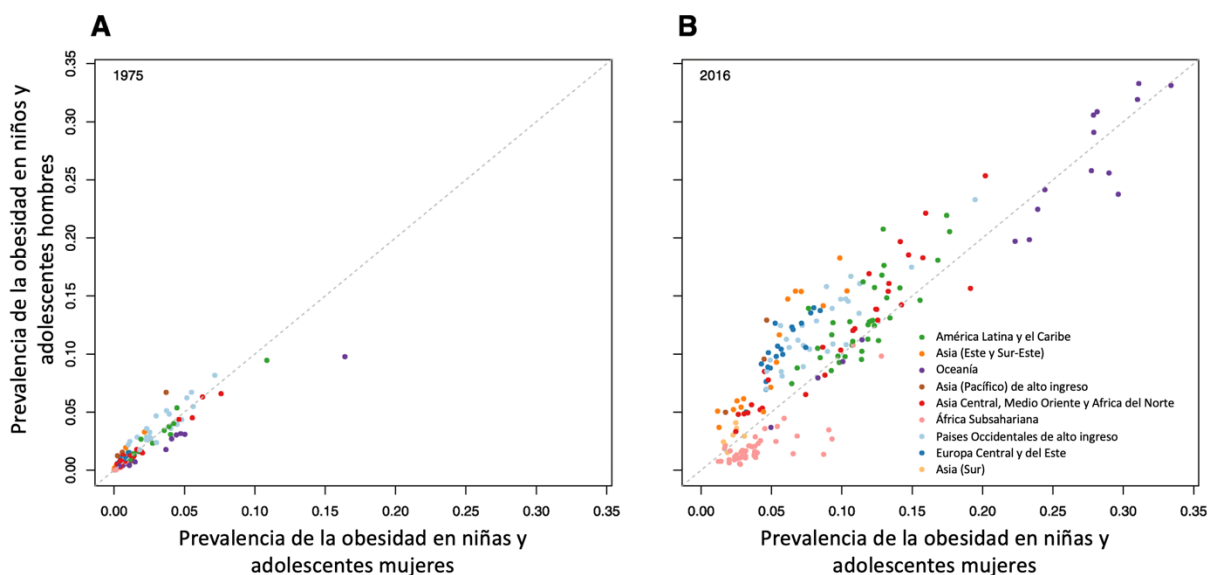 A
1975
Prevalencia de la obesidad en niños y
adolescentes hombres
0.35
0.30
0.25
0.20
0.15
0.10
0.05
0.00
0.00 0.05 0.10 0.15 0.20 0.25 0.30 0.35
Prevalencia de la obesidad en niñas y
adolescentes mujeres
B
2016
0.35
0.30
0.25
0.20
0.15
0.10
0.05
0.00
América Latina y el Caribe
Asia (Este y Sur-Este)
Oceanía
Asia (Pacífico) de alto ingreso
Asia Central, Medio Oriente y Africa del Norte
África Subsahariana
Paises Occidentales de alto ingreso
Europa Central y del Este
Asia (Sur)
0.00 0.05 0.10 0.15 0.20 0.25 0.30 0.35
Prevalencia de la obesidad en niñas y
adolescentes mujeres